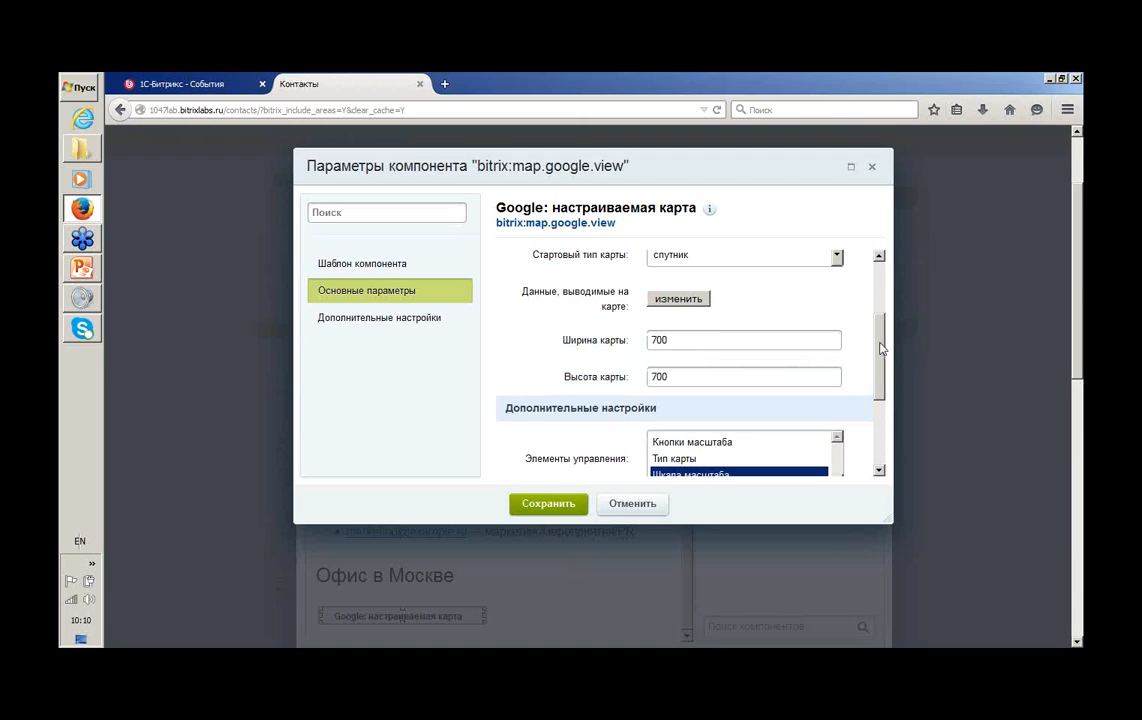 Пуск
1С-Битрикс - События
Контакты
1047lab.bitrixlabs.ru/contacts/?bitrix_include_areas=Y&clear_cache=Y
Поиск
Параметры компонента "bitrix:map.google.view"
Поиск
Шаблон компонента
Основные параметры
Дополнительные настройки
Google: настраиваемая карта
bitrix:map.google.view
Стартовый тип карты:
спутник
Данные, выводимые на
карте:
изменить
Ширина карты:
700
Высота карты:
700
Дополнительные настройки
Элементы управления:
Кнопки масштаба
Тип карты
Шкала масштаба
Сохранить
Отменить
Офис в Москве
Google: настраиваемая карта
Поиск компонентов
EN
10:10